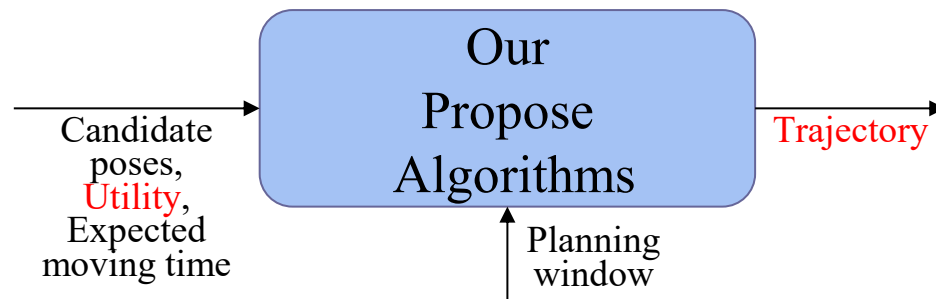 Our
Propose
Algorithms
Candidate
poses,
Utility,
Expected
moving time
Trajectory
Planning
window